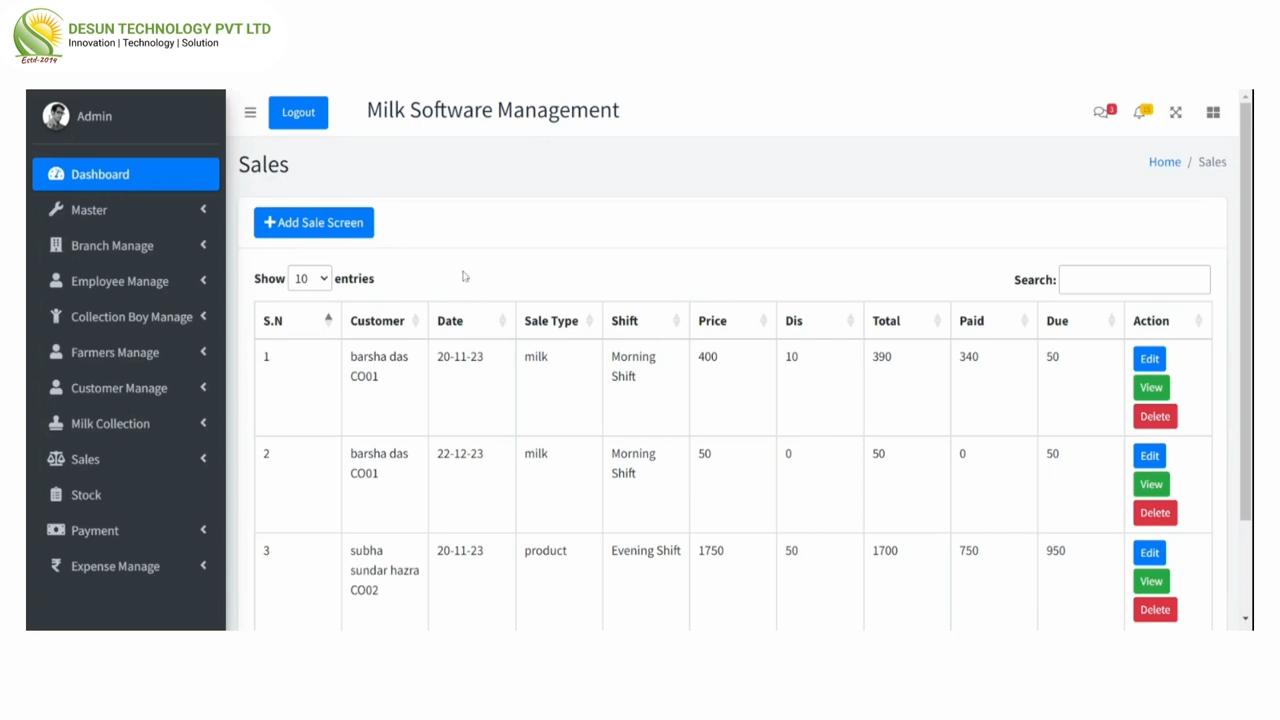 DESUN TECHNOLOGY PVT LTD
Innovation | Technology | Solution
Estd-2014
Admin
Logout
Milk Software Management
3
15
Dashboard
Master
Branch Manage
Employee Manage
Collection Boy Manage
Farmers Manage
Customer Manage
Milk Collection
Sales
Stock
Payment
Expense Manage
Sales
Home / Sales
Add Sale Screen
Show 10 entries
Search:
S.N Customer Date Sale Type Shift Price Dis Total Paid Due Action
1 barsha das 20-11-23 milk Morning 400 10 390 340 50 Edit
CO01 Shift
View
Delete
2 barsha das 22-12-23 milk Morning 50 0 50 0 50 Edit
CO01 Shift
View
Delete
3 subha 20-11-23 product Evening Shift 1750 50 1700 750 950 Edit
sundar hazra
View
CO02
Delete